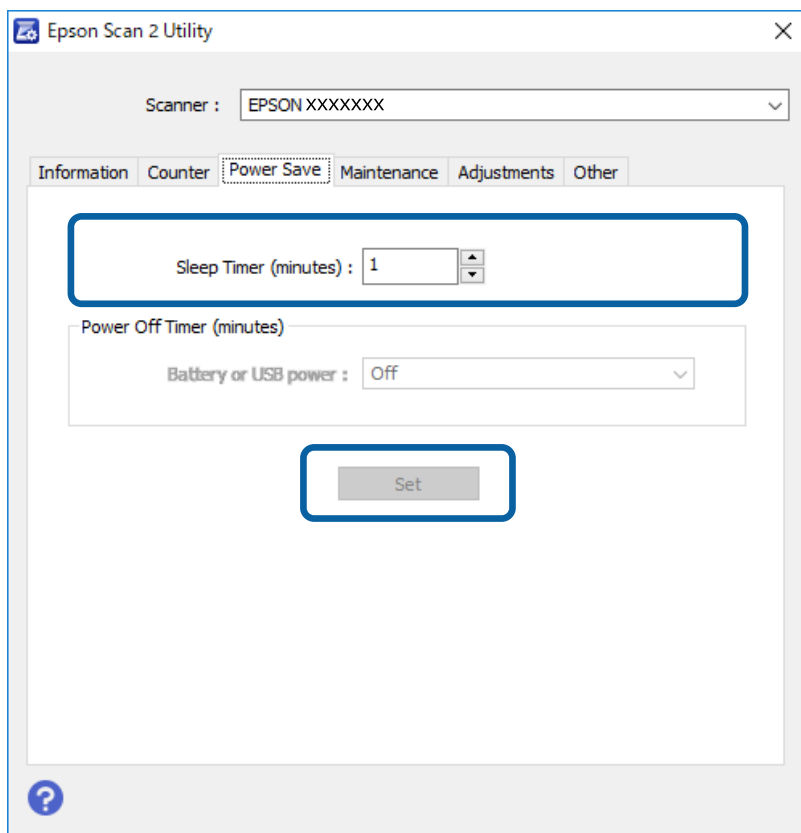 Epson Scan 2 Utility
Scanner : EPSON XXXXXXX
Information Counter Power Save Maintenance Adjustments Other
Sleep Timer (minutes) : 1
Power Off Timer (minutes)
Battery or USB power : Off
Set
?